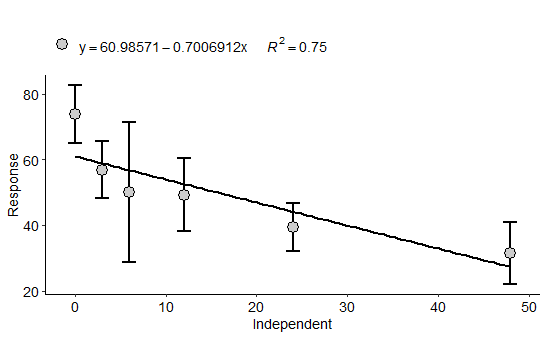 y = 60.98571 − 0.7006912x R² = 0.75
80
60
40
20
Response
0 10 20 30 40 50
Independent